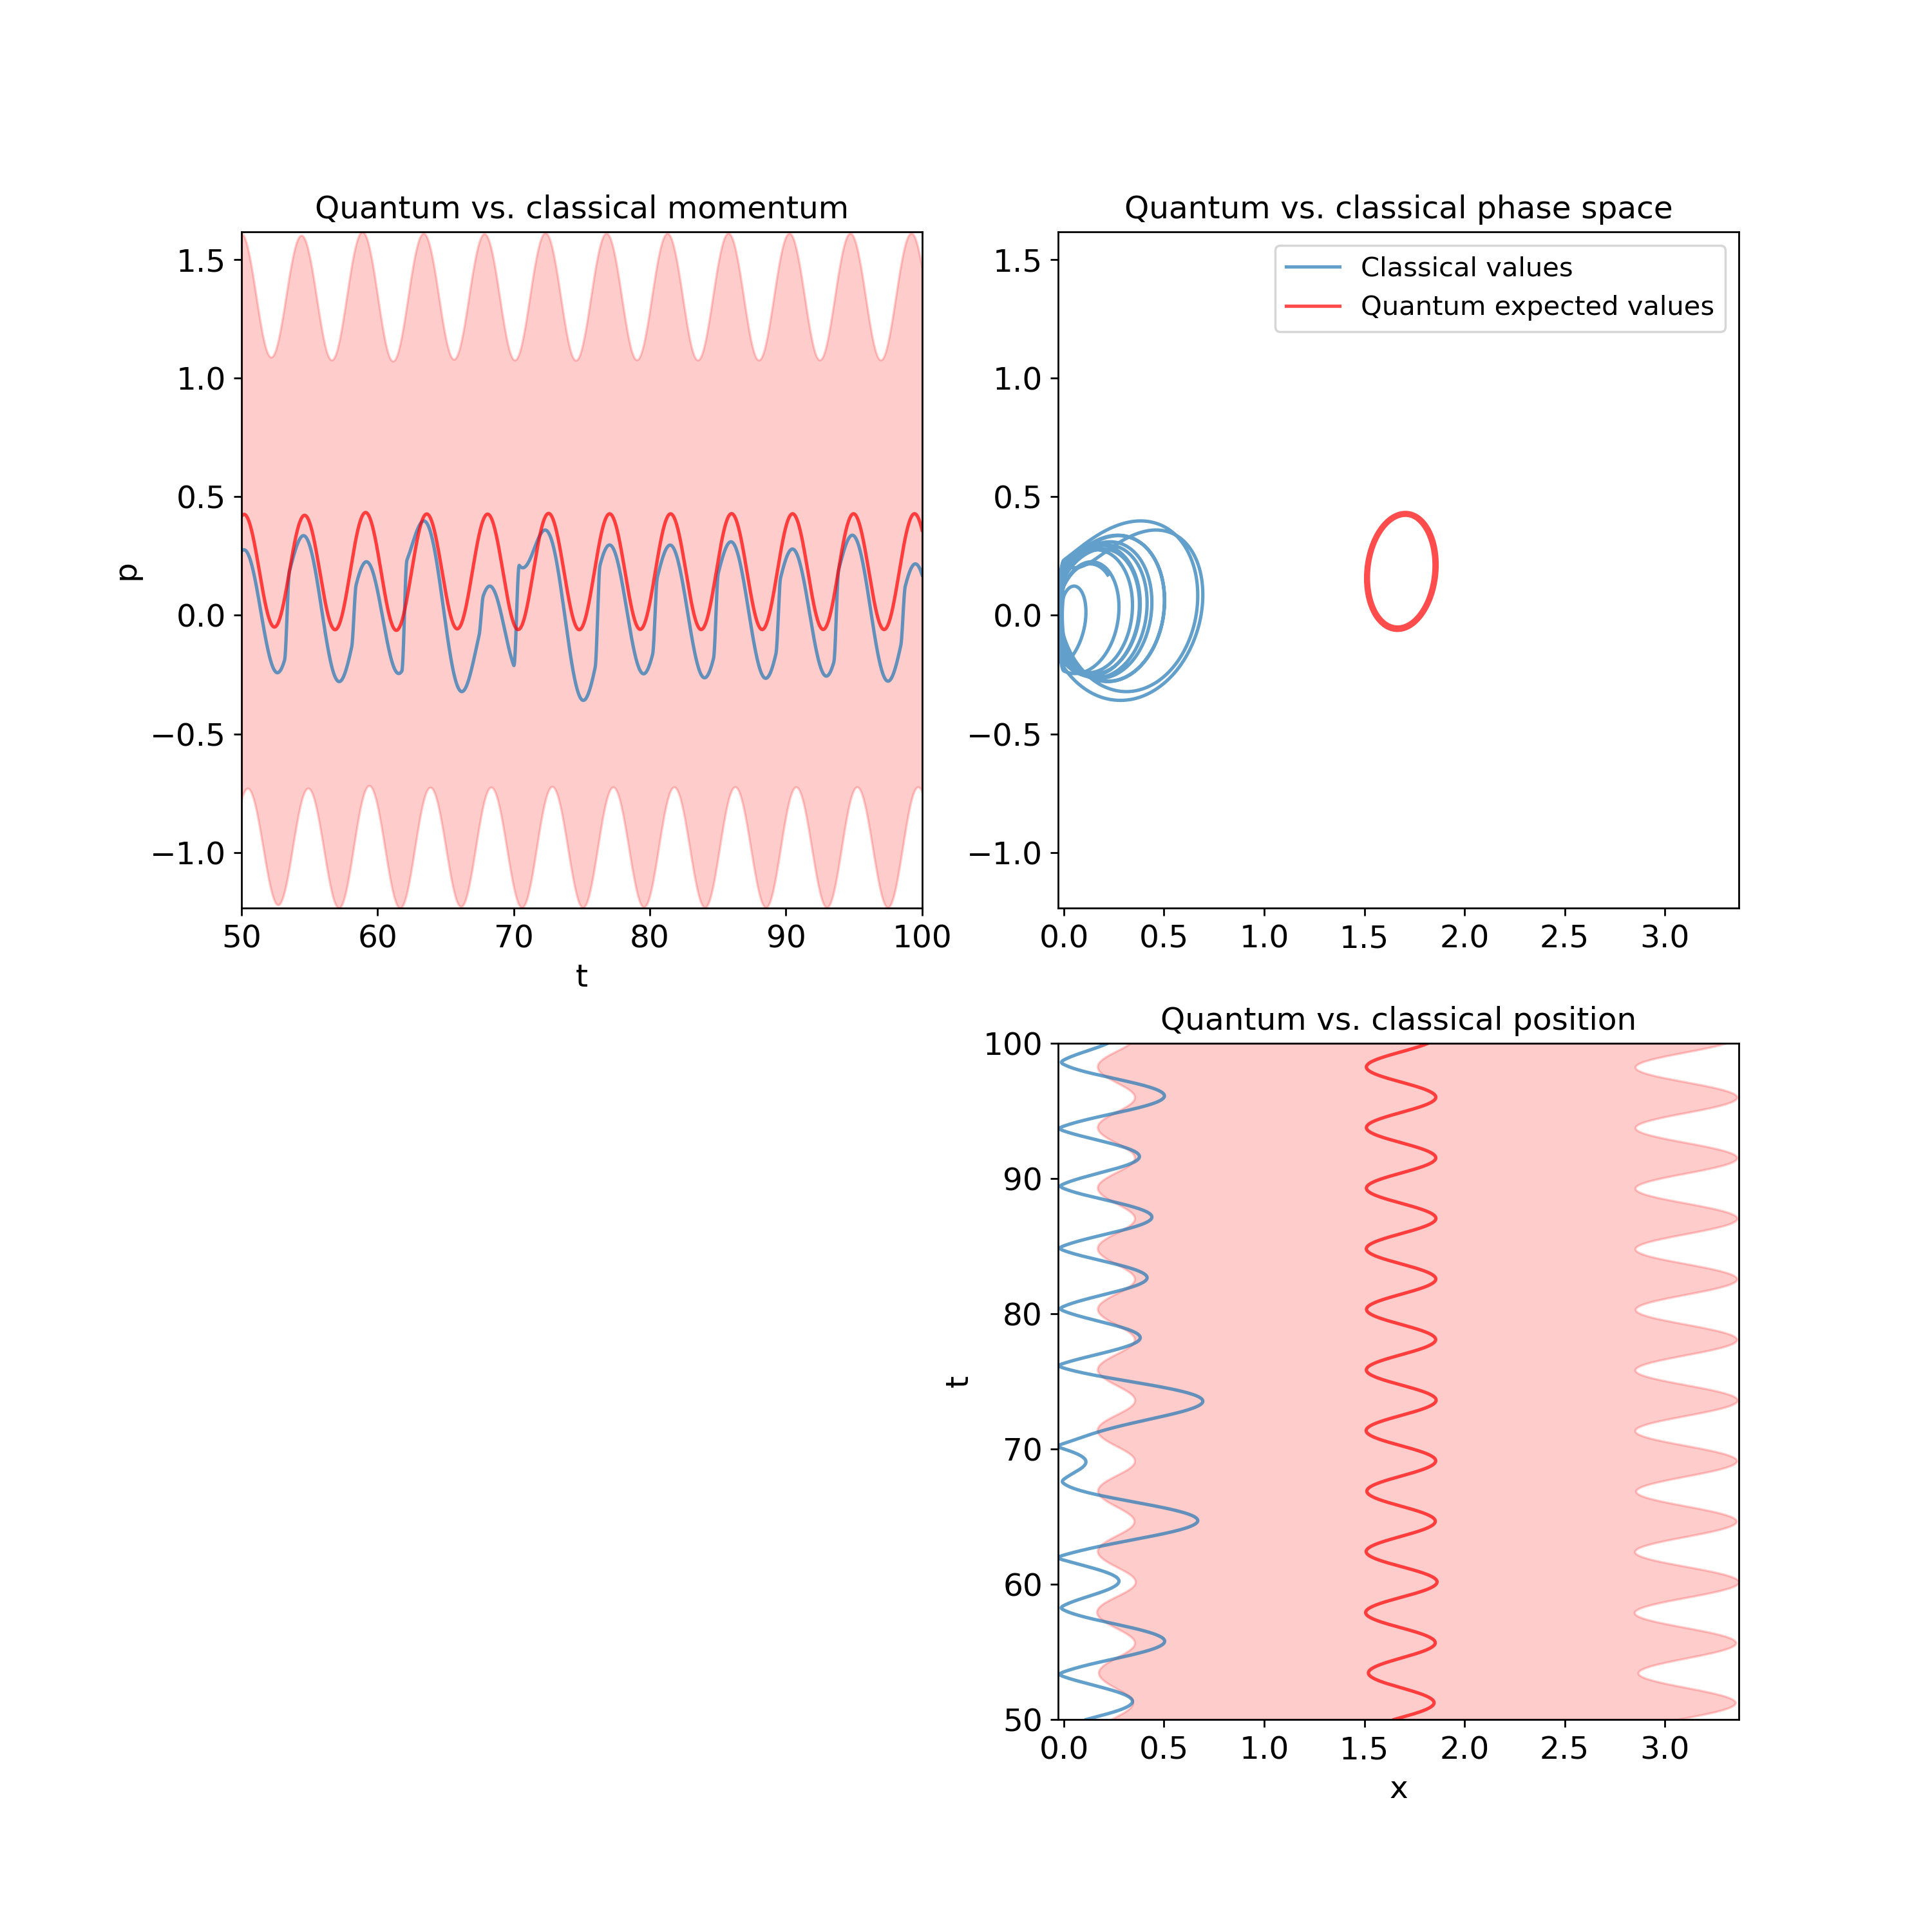 Quantum vs. classical momentum
1.5
1.0
0.5
0.0
−0.5
−1.0
p
50 60 70 80 90 100
t
Quantum vs. classical phase space
1.5
1.0
0.5
0.0
−0.5
−1.0
Classical values
Quantum expected values
0.0 0.5 1.0 1.5 2.0 2.5 3.0
Quantum vs. classical position
100
90
80
70
60
50
t
0.0 0.5 1.0 1.5 2.0 2.5 3.0
x